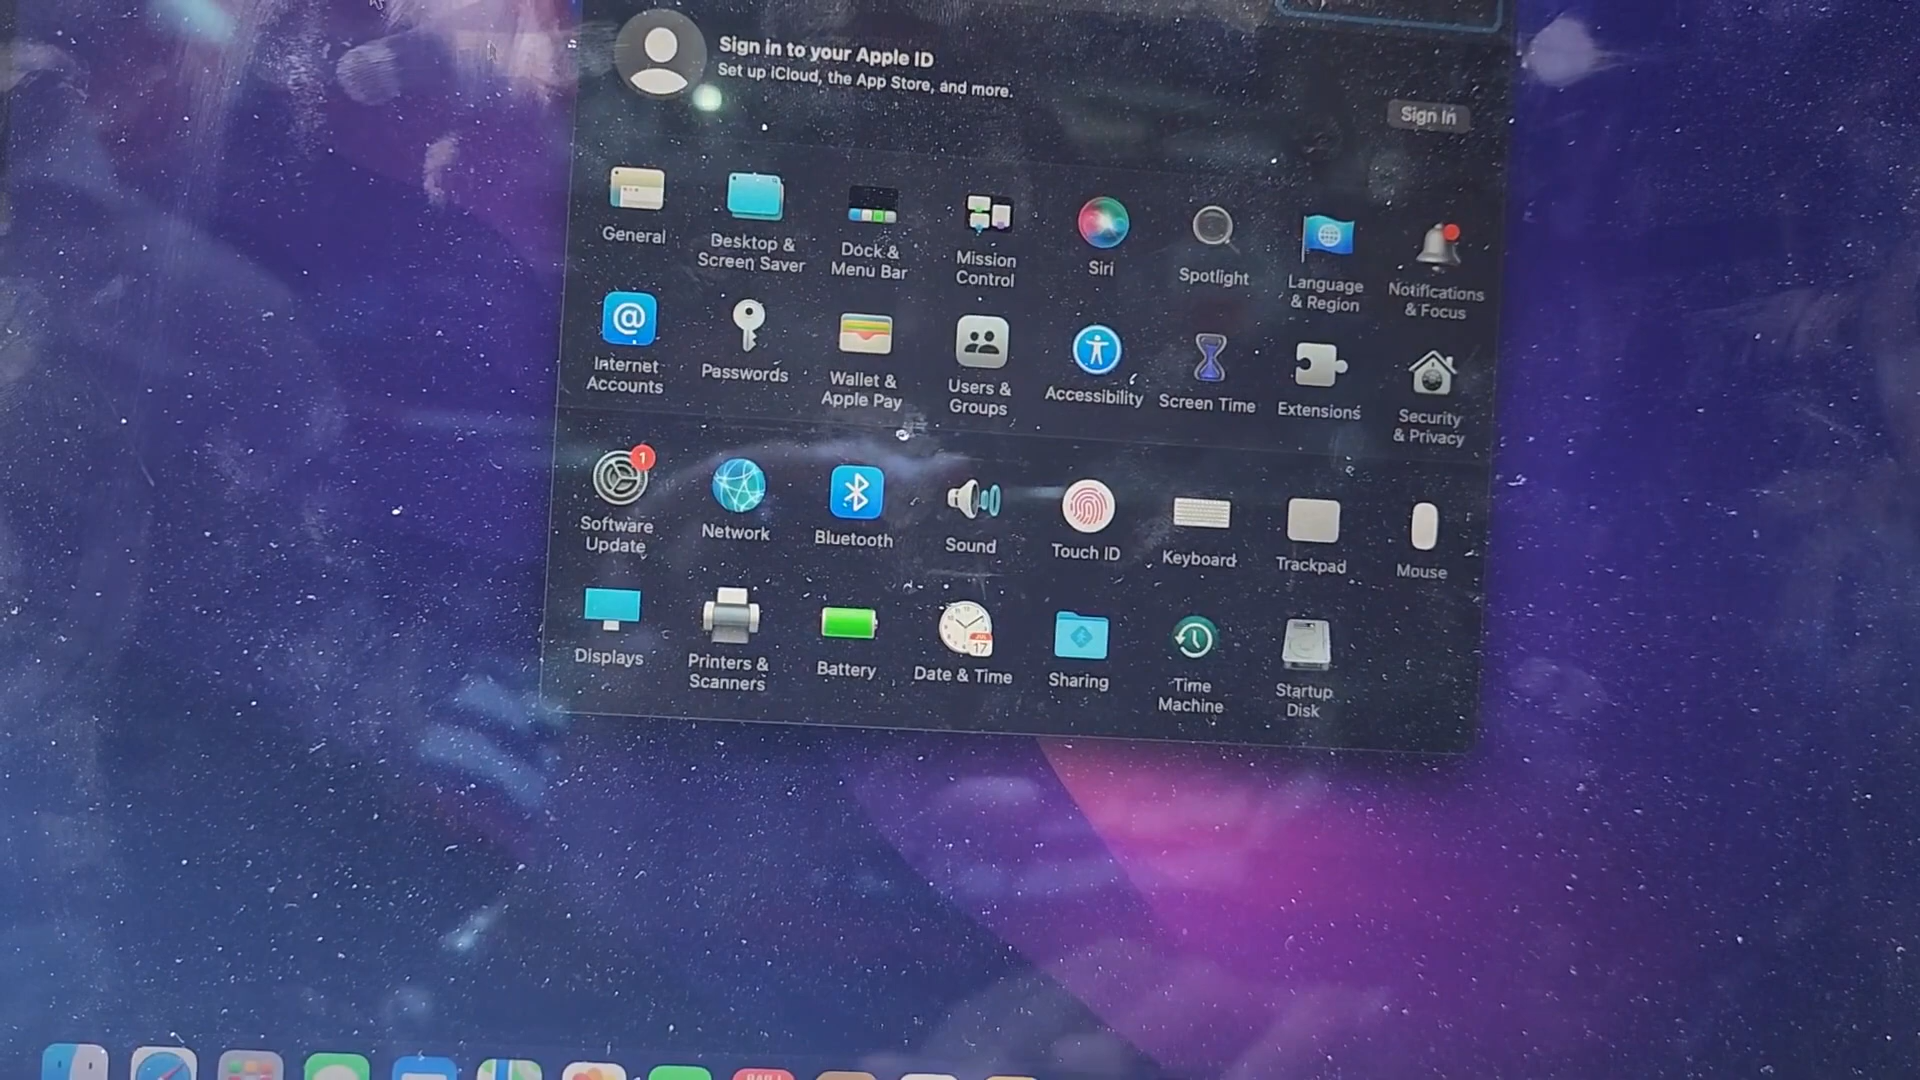 Sign in to your Apple ID
Set up iCloud, the App Store, and more.
Sign In
General
Desktop &
Screen Saver
Dock &
Menu Bar
Mission
Control
Siri
Spotlight
Language
& Region
Notifications
& Focus
Internet
Accounts
Passwords
Wallet &
Apple Pay
Users &
Groups
Accessibility
Screen Time
Extensions
Security
& Privacy
1
Software
Update
Network
Bluetooth
Sound
Touch ID
Keyboard
Trackpad
Mouse
JUL
17
Displays
Printers &
Scanners
Battery
Date & Time
Sharing
Time
Machine
Startup
Disk